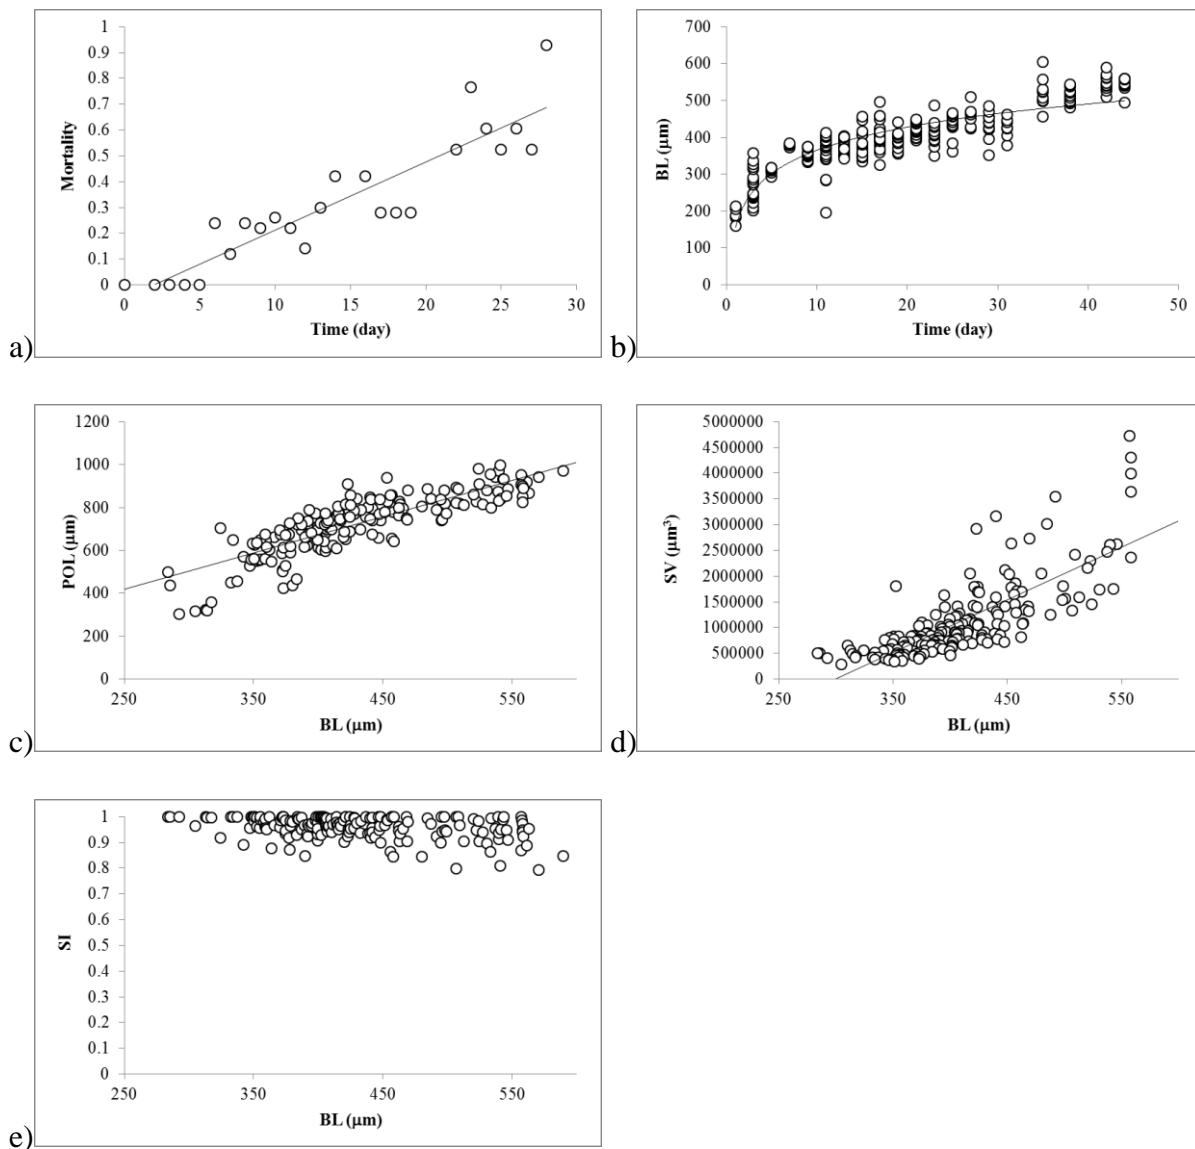 1
0.9
0.8
0.7
0.6
0.5
0.4
0.3
0.2
0.1
0
Mortality
0 5 10 15 20 25 30
Time (day)
a)
700
600
500
400
300
200
100
0
BL (μm)
0 10 20 30 40 50
Time (day)
b)
1200
1000
800
600
400
200
0
POL (μm)
250 350 450 550
BL (μm)
c)
5000000
4500000
4000000
3500000
3000000
2500000
2000000
1500000
1000000
500000
0
SV (μm³)
250 350 450 550
BL (μm)
d)
1
0.9
0.8
0.7
0.6
0.5
0.4
0.3
0.2
0.1
0
SI
250 350 450 550
BL (μm)
e)